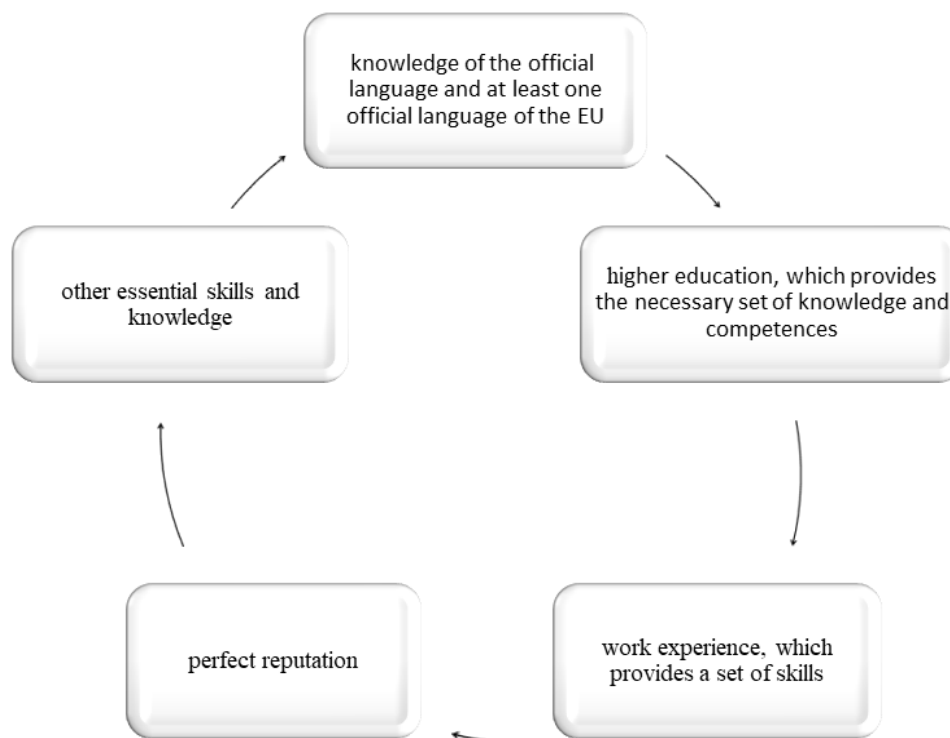 knowledge of the official
language and at least one
official language of the EU
higher education, which provides
the necessary set of knowledge and
competences
work experience, which
provides a set of skills
perfect reputation
other essential skills and
knowledge